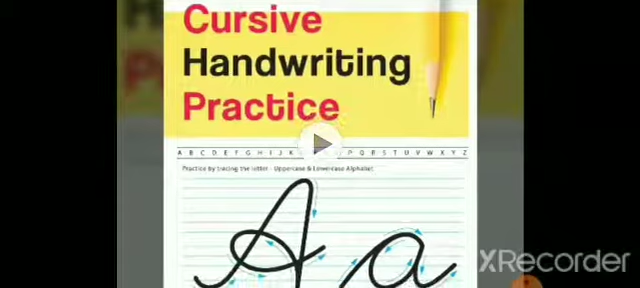 Cursive
Handwriting
Practice
A B C D E F G H I J K P Q R S T U V W X Y Z
Practice by tracing the letter - Uppercase & Lowercase Alphabet
A a
XRecorder